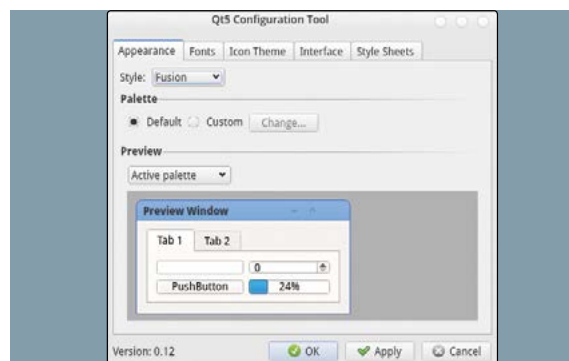 Qt5 Configuration Tool
Appearance Fonts Icon Theme Interface Style Sheets
Style: Fusion
Palette
Default Custom Change...
Preview
Active palette
Preview Window
Tab 1 Tab 2
0
PushButton 24%
Version: 0.12 OK Apply Cancel